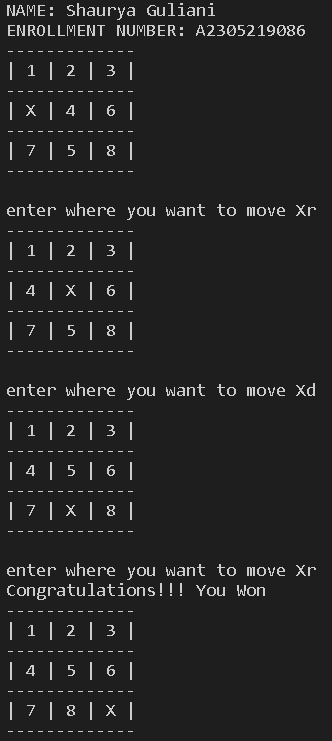 NAME: Shaurya Guliani
ENROLLMENT NUMBER: A2305219086
-------------
| 1 | 2 | 3 |
-------------
| X | 4 | 6 |
-------------
| 7 | 5 | 8 |
-------------
enter where you want to move Xr
-------------
| 1 | 2 | 3 |
-------------
| 4 | X | 6 |
-------------
| 7 | 5 | 8 |
-------------
enter where you want to move Xd
-------------
| 1 | 2 | 3 |
-------------
| 4 | 5 | 6 |
-------------
| 7 | X | 8 |
-------------
enter where you want to move Xr
Congratulations!!! You Won
-------------
| 1 | 2 | 3 |
-------------
| 4 | 5 | 6 |
-------------
| 7 | 8 | X |
-------------